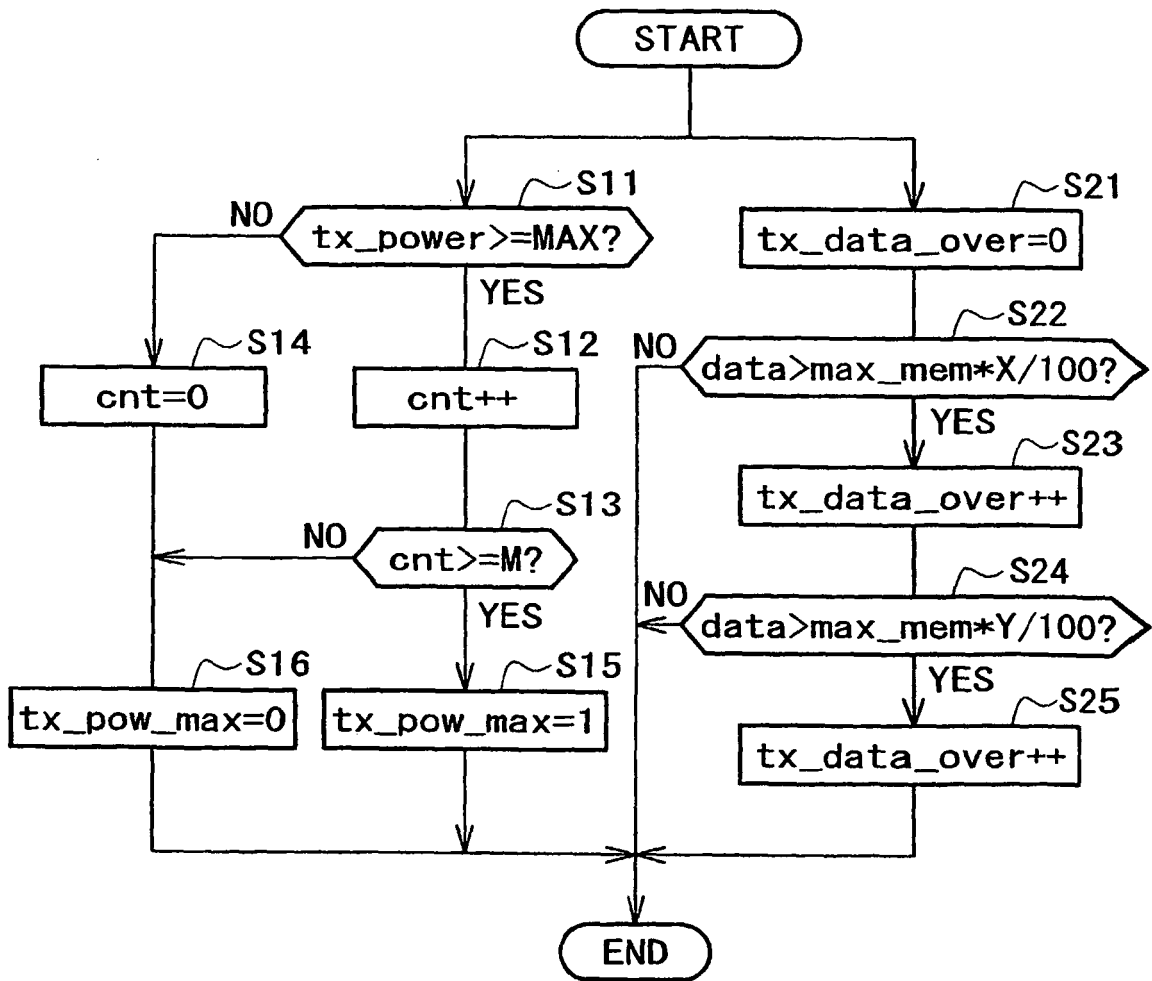 START
S11
NO
tx_power>=MAX?
YES
S14
cnt=0
S12
cnt++
S13
NO
cnt>=M?
YES
S16
tx_pow_max=0
S15
tx_pow_max=1
S21
tx_data_over=0
S22
NO
data>max_mem*X/100?
YES
S23
tx_data_over++
S24
NO
data>max_mem*Y/100?
YES
S25
tx_data_over++
END